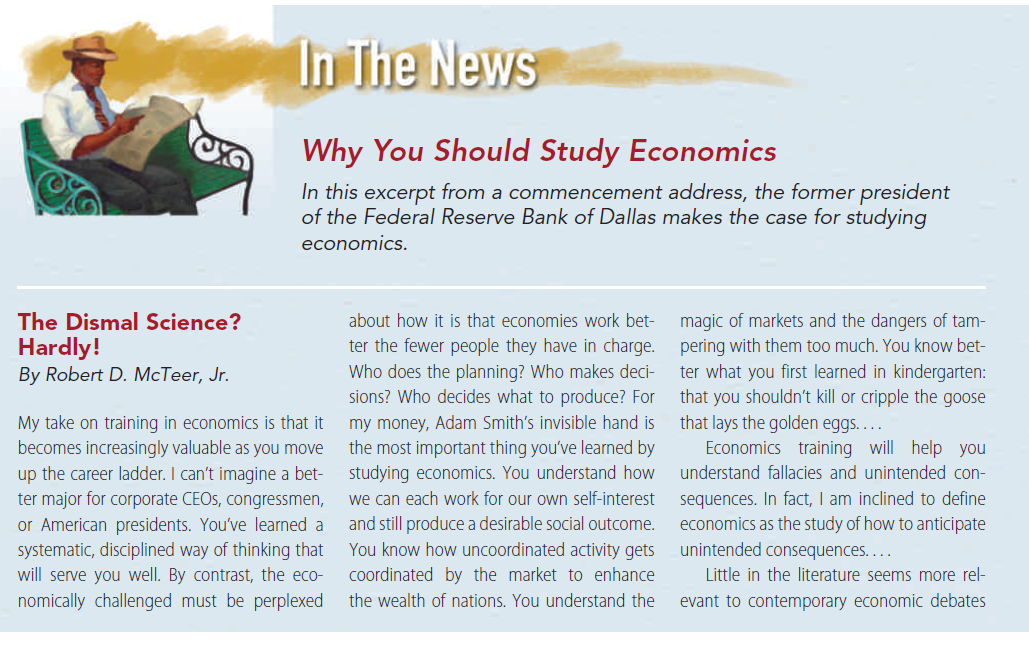 In The News
Why You Should Study Economics
In this excerpt from a commencement address, the former president
of the Federal Reserve Bank of Dallas makes the case for studying
economics.
The Dismal Science?
Hardly!
By Robert D. McTeer, Jr.
My take on training in economics is that it
becomes increasingly valuable as you move
up the career ladder. I can't imagine a bet-
ter major for corporate CEOs, congressmen,
or American presidents. You've learned a
systematic, disciplined way of thinking that
will serve you well. By contrast, the eco-
nomically challenged must be perplexed
about how it is that economies work bet-
ter the fewer people they have in charge.
Who does the planning? Who makes deci-
sions? Who decides what to produce? For
my money, Adam Smith's invisible hand is
the most important thing you've learned by
studying economics. You understand how
we can each work for our own self-interest
and still produce a desirable social outcome.
You know how uncoordinated activity gets
coordinated by the market to enhance
the wealth of nations. You understand the
magic of markets and the dangers of tam-
pering with them too much. You know bet-
ter what you first learned in kindergarten:
that you shouldn't kill or cripple the goose
that lays the golden eggs. . . .
Economics training will help you
understand fallacies and unintended con-
sequences. In fact, I am inclined to define
economics as the study of how to anticipate
unintended consequences. . . .
Little in the literature seems more rel-
evant to contemporary economic debates